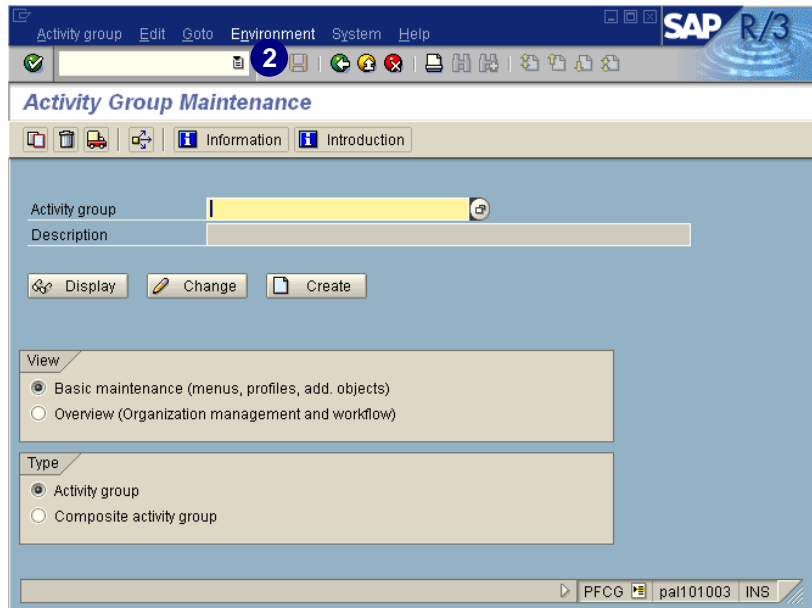 Activity group Edit Goto Environment System Help
SAP R/3
2
Activity Group Maintenance
Information Introduction
Activity group
Description
Display Change Create
View
Basic maintenance (menus, profiles, add. objects)
Overview (Organization management and workflow)
Type
Activity group
Composite activity group
PFCG pal101003 INS